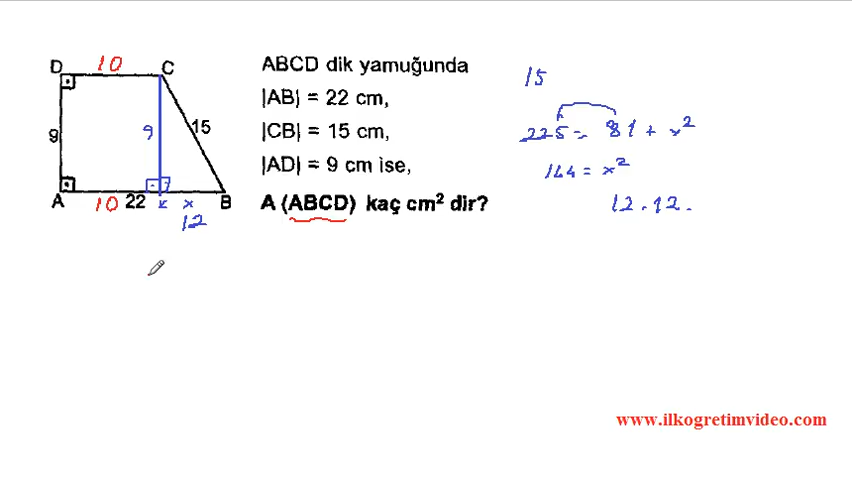 D 10 C
9
9
15
A 10 22 K x B
12
ABCD dik yamuğunda
|AB| = 22 cm,
|CB| = 15 cm,
|AD| = 9 cm ise,
A (ABCD) kaç cm² dir?
15
225 = 81 + x²
144 = x²
12.12.
www.ilkogretimvideo.com